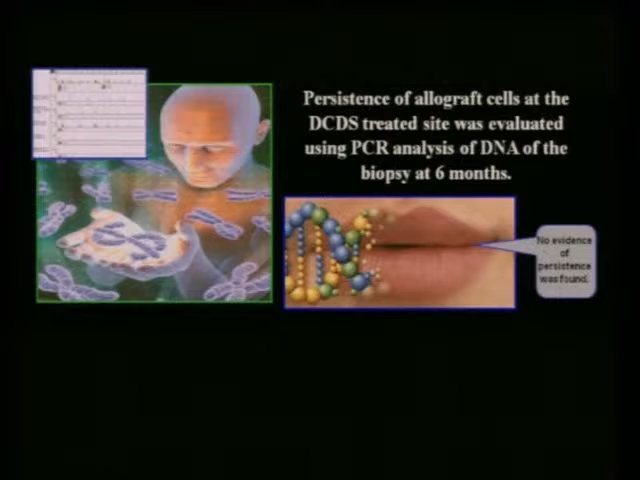 Persistence of allograft cells at the
DCDS treated site was evaluated
using PCR analysis of DNA of the
biopsy at 6 months.
No evidence
of
persistence
was found.